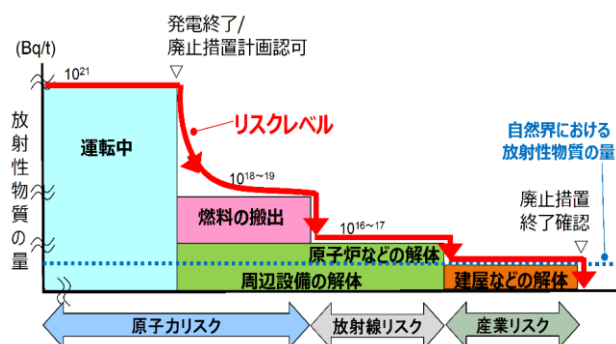 発電終了/
廃止措置計画認可
▽
(Bq/t)
10²¹
放射性物質の量
運転中
リスクレベル
自然界における
放射性物質の量
10¹⁸～¹⁹
燃料の搬出
10¹⁶～¹⁷
廃止措置
終了確認
▽
原子炉などの解体
周辺設備の解体
建屋などの解体
原子力リスク
放射線リスク
産業リスク